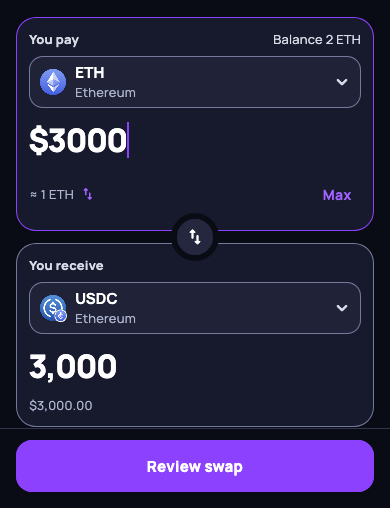 You pay
Balance 2 ETH
ETH
Ethereum
$3000
≈ 1 ETH
Max
You receive
USDC
Ethereum
3,000
$3,000.00
Review swap